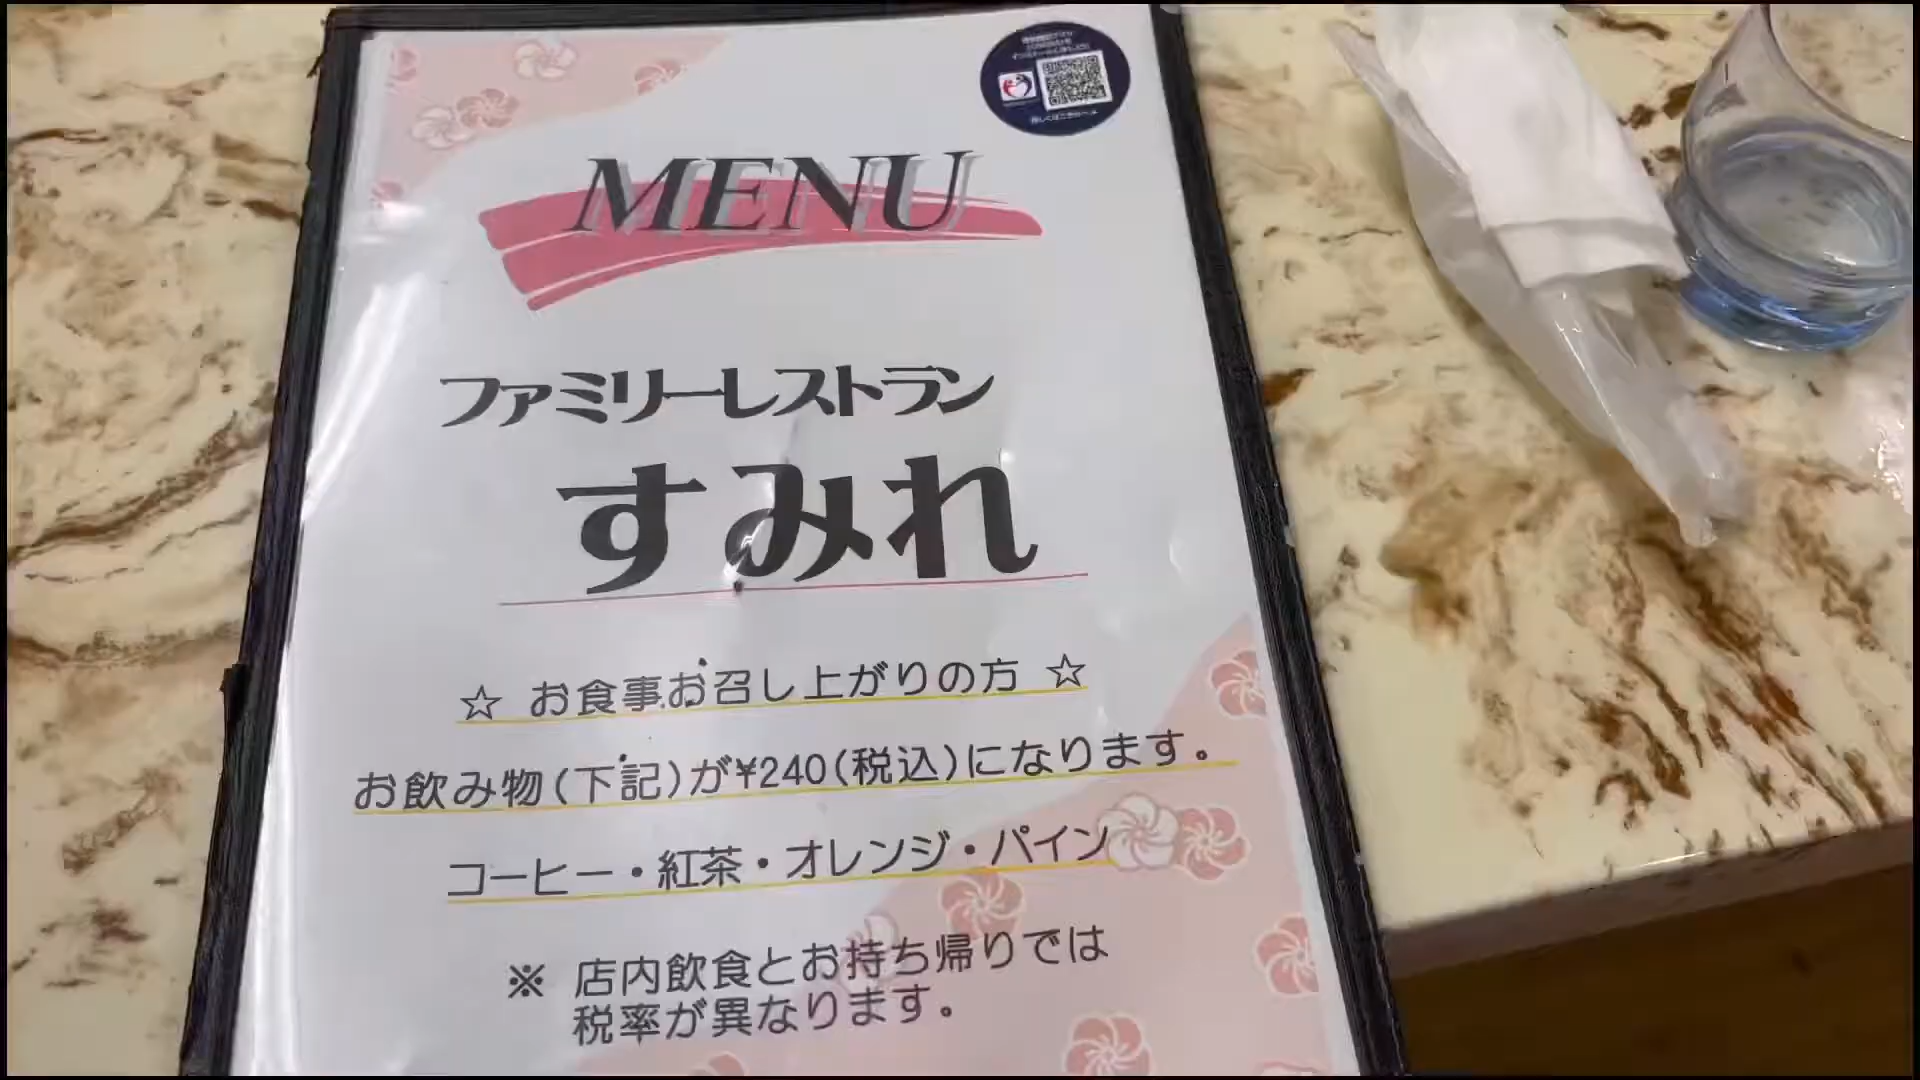 MENU
ファミリーレストラン
すみれ
☆ お食事お召し上がりの方 ☆
お飲み物(下記)が¥240(税込)になります。
コーヒー・紅茶・オレンジ・パイン
※ 店内飲食とお持ち帰りでは
税率が異なります。